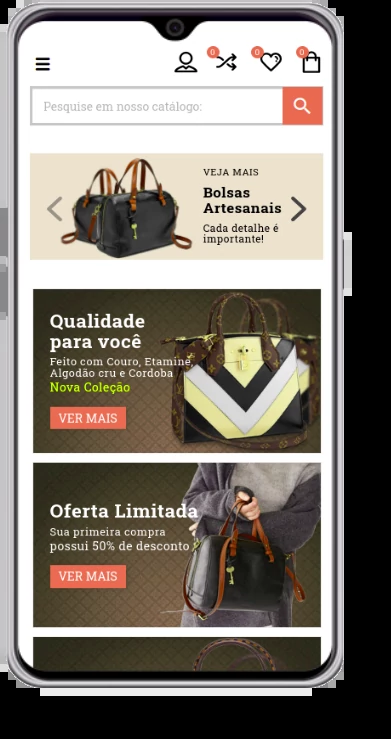 0 0 0
Pesquise em nosso catálogo:
VEJA MAIS
Bolsas
Artesanais
Cada detalhe é
importante!
Qualidade
para você
Feito com Couro, Etamine,
Algodão cru e Cordoba
Nova Coleção
VER MAIS
Oferta Limitada
Sua primeira compra
possui 50% de desconto
VER MAIS